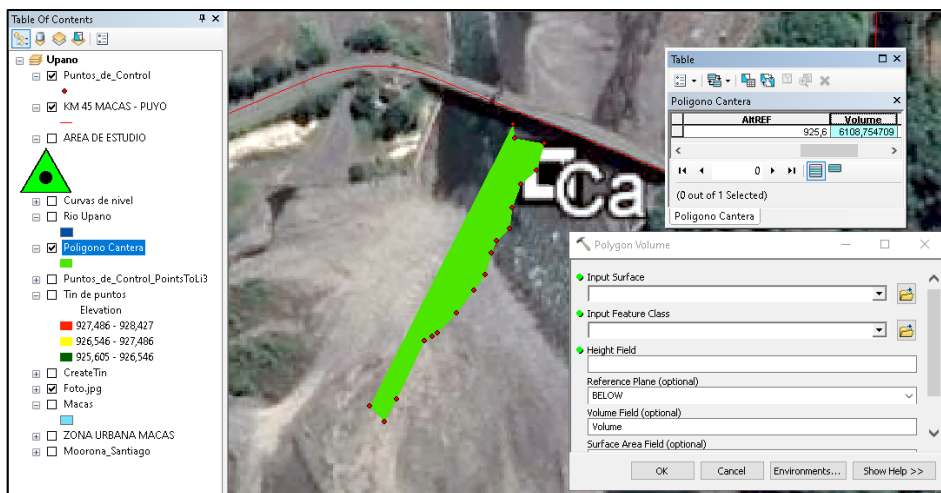 Table Of Contents
Upano
Puntos_de_Control
KM 45 MACAS - PUYO
AREA DE ESTUDIO
Curvas de nivel
Rio Upano
Poligono Cantera
Puntos_de_Control_PointsToLi3
Tin de puntos
Elevation
927,486 - 928,427
926,546 - 927,486
925,605 - 926,546
CreateTin
Foto.jpg
Macas
ZONA URBANA MACAS
Moorona_Santiago
Ca
Table
Poligono Cantera
AltREF Volume
925,6 6108,754709
0
(0 out of 1 Selected)
Poligono Cantera
Polygon Volume
Input Surface
Input Feature Class
Height Field
Reference Plane (optional)
BELOW
Volume Field (optional)
Volume
Surface Area Field (optional)
OK Cancel Environments... Show Help >>